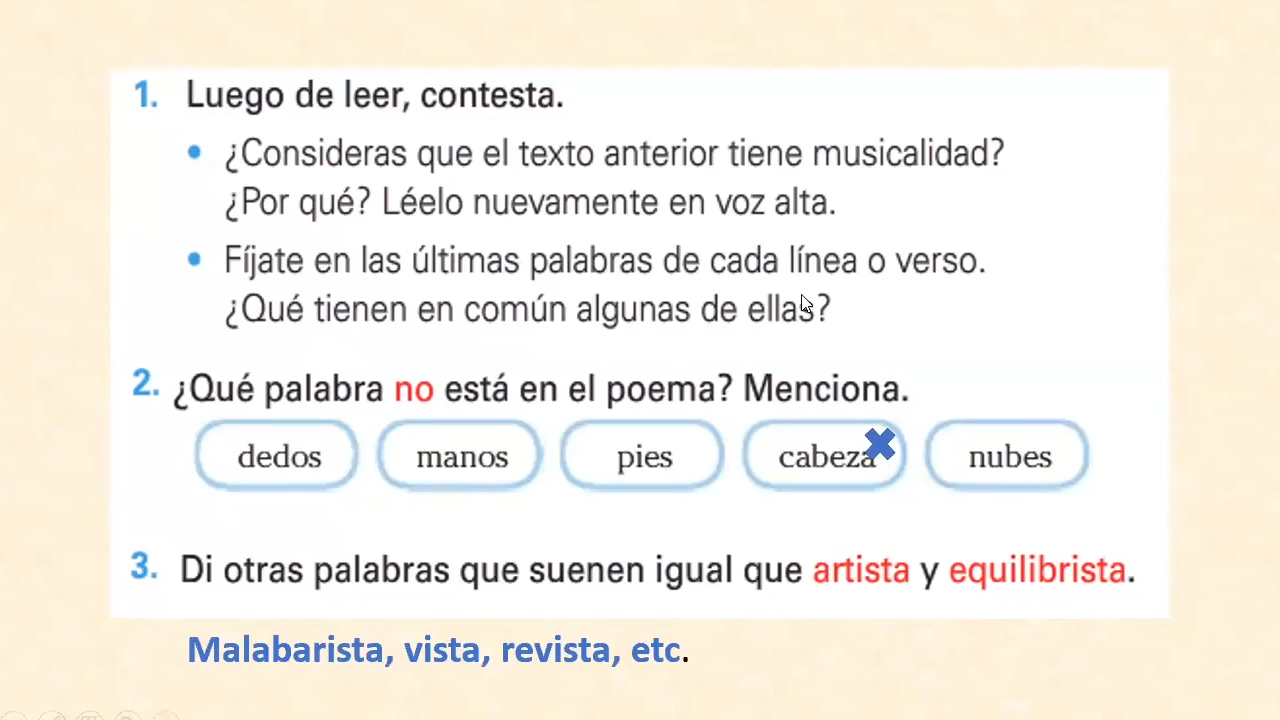 1. Luego de leer, contesta.
• ¿Consideras que el texto anterior tiene musicalidad?
¿Por qué? Léelo nuevamente en voz alta.
• Fíjate en las últimas palabras de cada línea o verso.
¿Qué tienen en común algunas de ellas?
2. ¿Qué palabra no está en el poema? Menciona.
dedos manos pies cabeza nubes
3. Di otras palabras que suenen igual que artista y equilibrista.
Malabarista, vista, revista, etc.